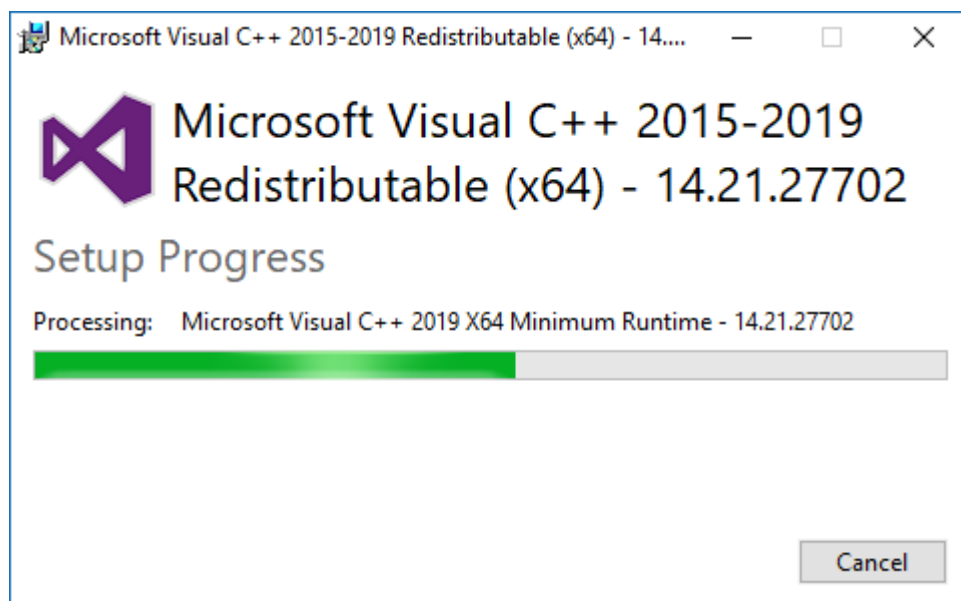 Microsoft Visual C++ 2015-2019 Redistributable (x64) - 14....
Microsoft Visual C++ 2015-2019
Redistributable (x64) - 14.21.27702
Setup Progress
Processing: Microsoft Visual C++ 2019 X64 Minimum Runtime - 14.21.27702
Cancel